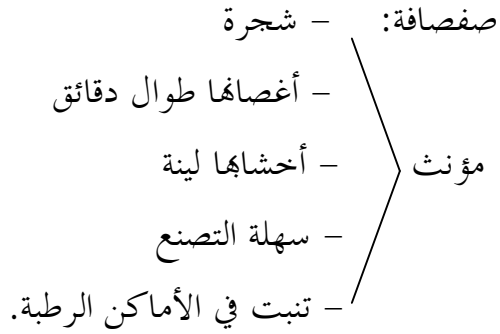 صفصافة: – شجرة
– أغصانها طوال دقائق
مؤنث – أخشابها لينة
– سهلة التصنع
– تنبت في الأماكن الرطبة.